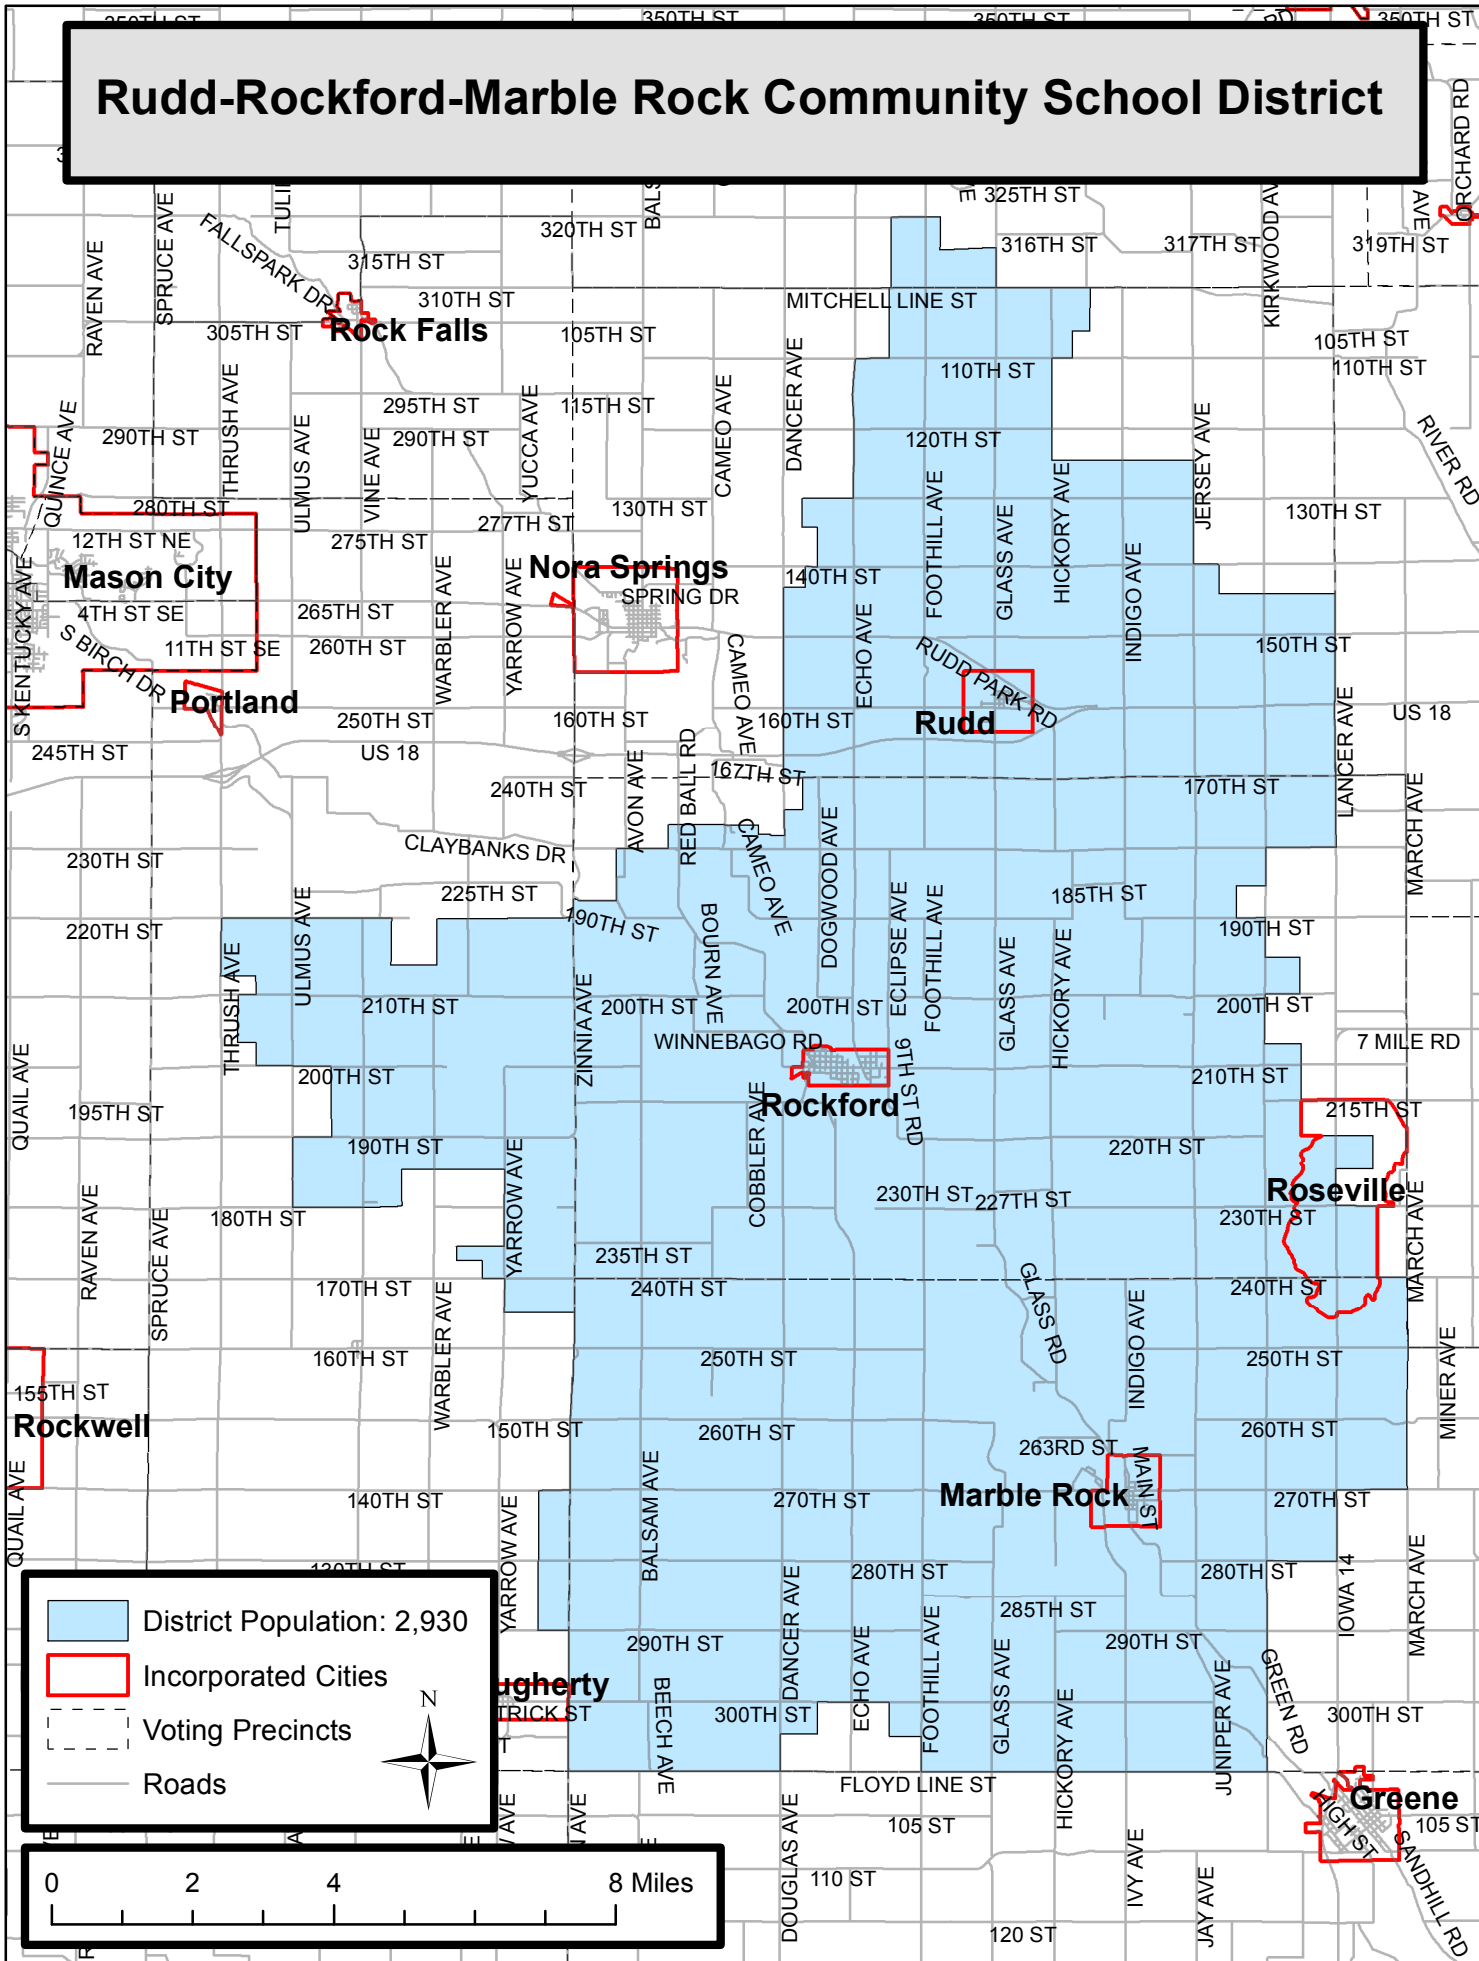 350TH ST
350TH ST
350TH ST
Rudd-Rockford-Marble Rock Community School District
ORCHARD RD
325TH ST
320TH ST
316TH ST
317TH ST
319TH ST
KIRKWOOD AV
AVE
RAVEN AVE
SPRUCE AVE
FALLSPARK DR
315TH ST
310TH ST
MITCHELL LINE ST
305TH ST
Rock Falls
105TH ST
105TH ST
110TH ST
110TH ST
THRUSH AVE
295TH ST
115TH ST
CAMEO AVE
DANCER AVE
QUINCE AVE
290TH ST
ULMUS AVE
VINE AVE
290TH ST
YUCCA AVE
120TH ST
JERSEY AVE
RIVER RD
280TH ST
277TH ST
130TH ST
FOOTHILL AVE
GLASS AVE
HICKORY AVE
130TH ST
12TH ST NE
275TH ST
Mason City
WARBLER AVE
YARROW AVE
Nora Springs
140TH ST
INDIGO AVE
4TH ST SE
265TH ST
SPRING DR
S KENTUCKY AVE
S BIRCH DR
11TH ST SE
260TH ST
CAMEO AVE
ECHO AVE
RUDD PARK RD
150TH ST
Portland
250TH ST
160TH ST
160TH ST
Rudd
LANCER AVE
US 18
245TH ST
US 18
AVON AVE
RED BALL RD
167TH ST
240TH ST
170TH ST
MARCH AVE
CLAYBANKS DR
CAMEO AVE
DOGWOOD AVE
230TH ST
225TH ST
185TH ST
220TH ST
ULMUS AVE
190TH ST
BOURN AVE
ECLIPSE AVE
FOOTHILL AVE
GLASS AVE
HICKORY AVE
190TH ST
THRUSH AVE
210TH ST
ZINNIA AVE
200TH ST
200TH ST
200TH ST
WINNEBAGO RD
7 MILE RD
QUAIL AVE
200TH ST
9TH ST RD
210TH ST
195TH ST
COBBLER AVE
Rockford
215TH ST
190TH ST
YARROW AVE
220TH ST
RAVEN AVE
SPRUCE AVE
180TH ST
230TH ST
227TH ST
Roseville
230TH ST
MARCH AVE
235TH ST
170TH ST
240TH ST
GLASS RD
240TH ST
WARBLER AVE
INDIGO AVE
MINER AVE
160TH ST
250TH ST
250TH ST
155TH ST
Rockwell
150TH ST
260TH ST
263RD ST
260TH ST
QUAIL AVE
140TH ST
YARROW AVE
BALSAM AVE
270TH ST
Marble Rock
MAIN ST
270TH ST
130TH ST
280TH ST
280TH ST
IOWA 14
MARCH AVE
DANCER AVE
285TH ST
District Population: 2,930
290TH ST
ECHO AVE
FOOTHILL AVE
GLASS AVE
290TH ST
JUNIPER AVE
GREEN RD
Incorporated Cities
ugherty
TRICK ST
BEECH AVE
300TH ST
HICKORY AVE
300TH ST
N
Voting Precincts
Roads
FLOYD LINE ST
Greene
HIGH ST
105 ST
105 ST
SANDHILL RD
DOUGLAS AVE
110 ST
IVY AVE
JAY AVE
120 ST
0 2 4 8 Miles